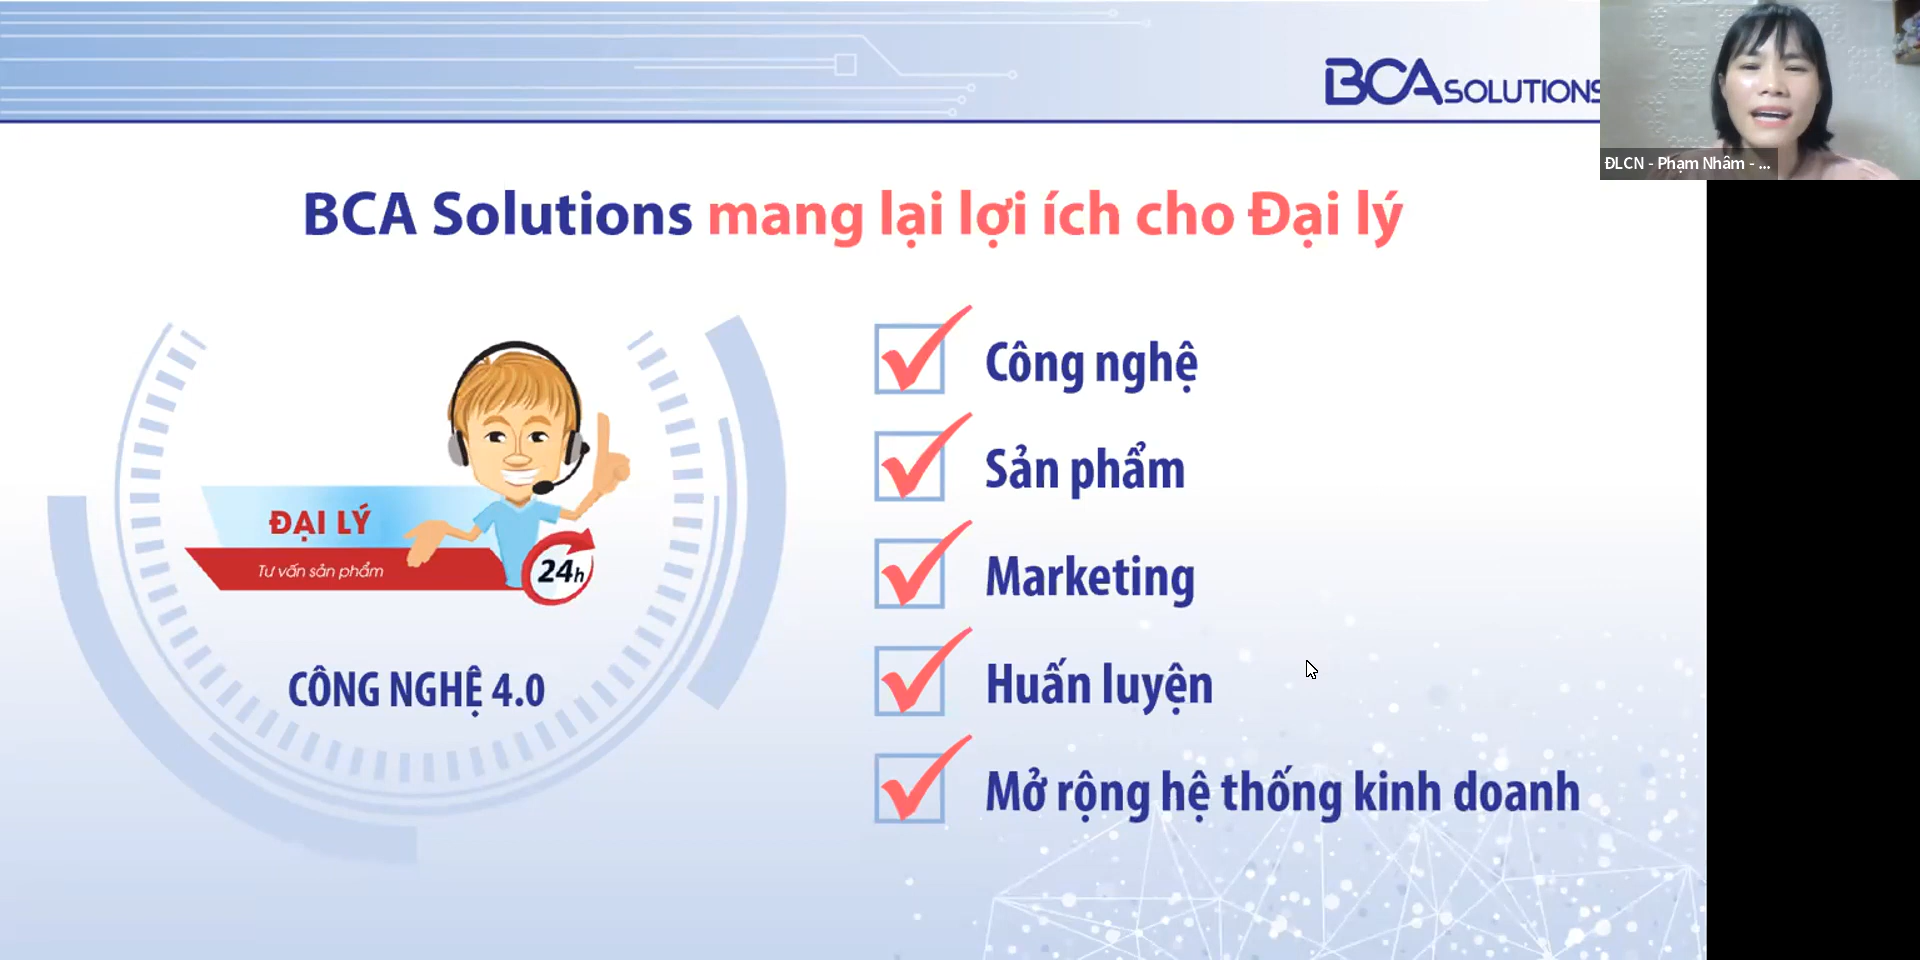 BCA SOLUTIONS
ĐLCN - Phạm Nhâm - ...
BCA Solutions mang lại lợi ích cho Đại lý
ĐẠI LÝ
Tư vấn sản phẩm
24h
CÔNG NGHỆ 4.0
Công nghệ
Sản phẩm
Marketing
Huấn luyện
Mở rộng hệ thống kinh doanh